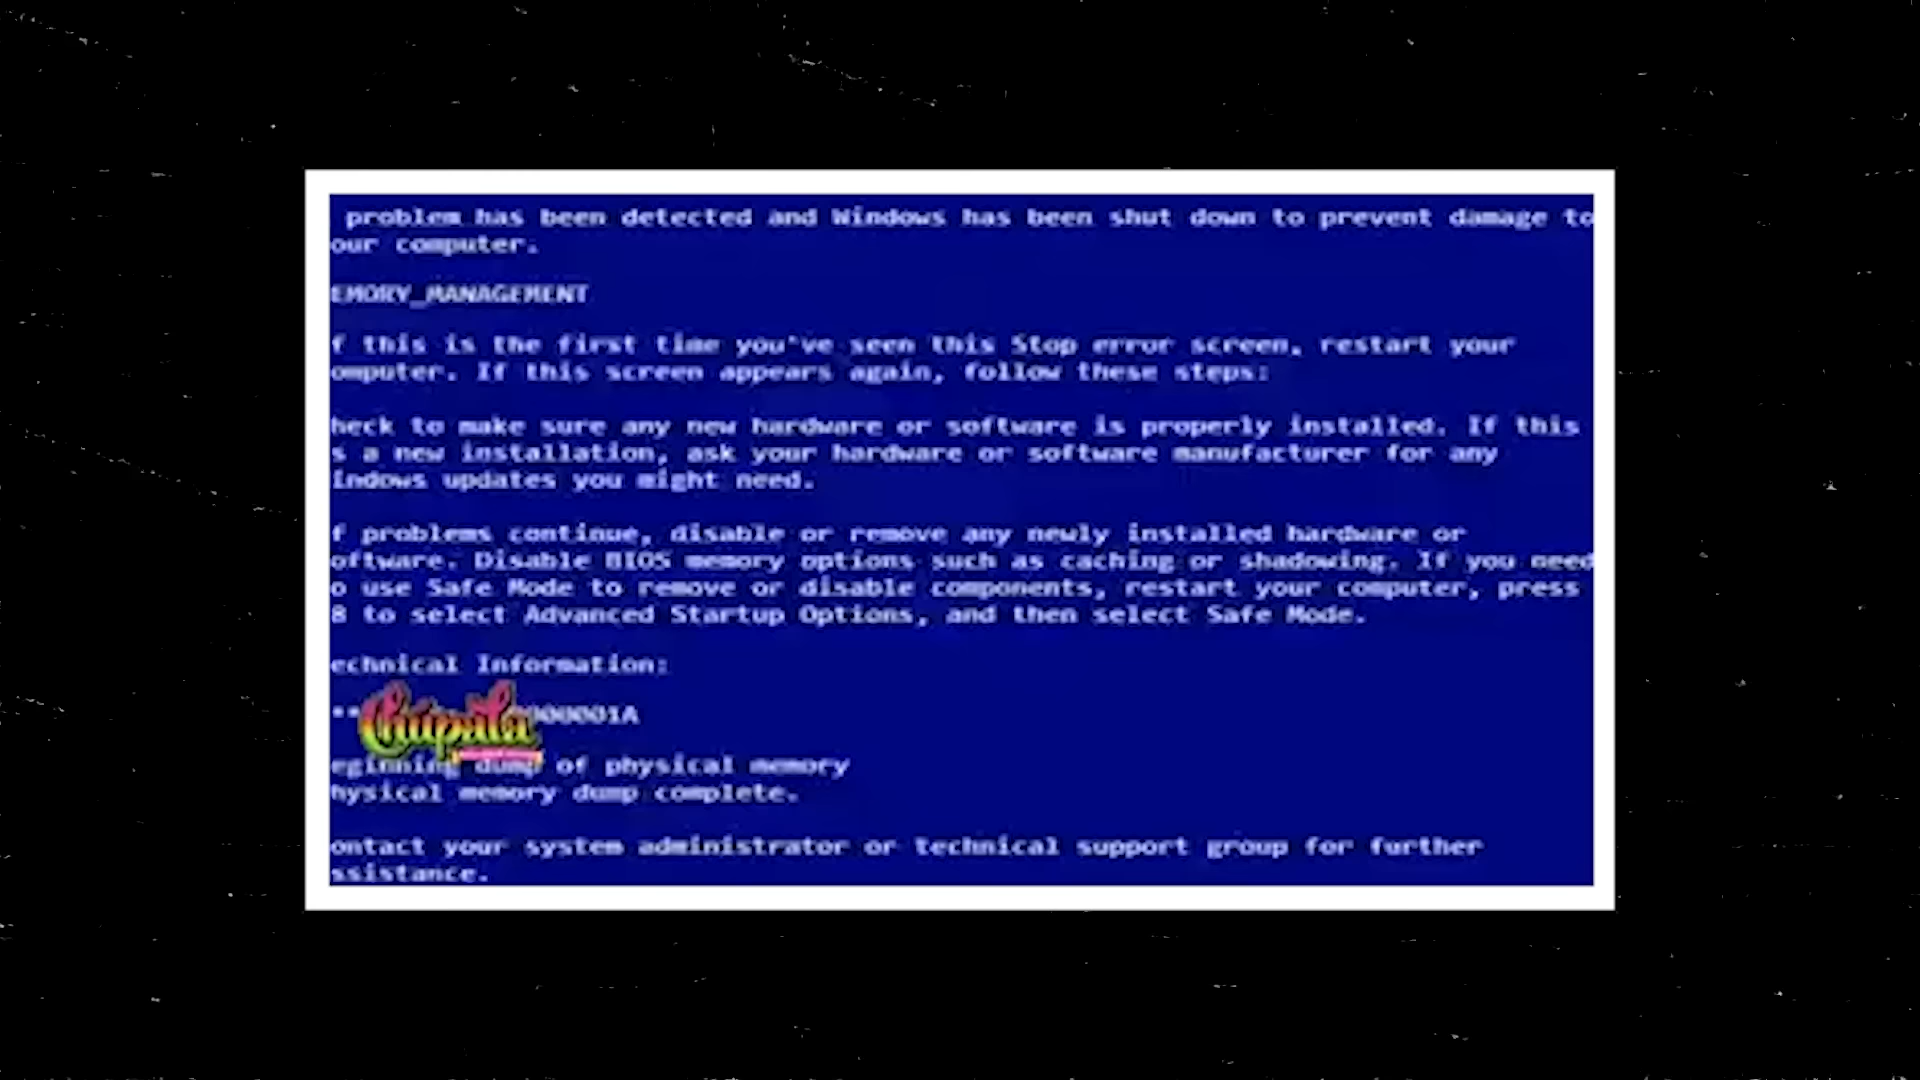 problem has been detected and Windows has been shut down to prevent damage to
our computer.
EMORY_MANAGEMENT
f this is the first time you've seen this Stop error screen, restart your
omputer. If this screen appears again, follow these steps:
heck to make sure any new hardware or software is properly installed. If this
s a new installation, ask your hardware or software manufacturer for any
indows updates you might need.
f problems continue, disable or remove any newly installed hardware or
oftware. Disable BIOS memory options such as caching or shadowing. If you need
o use Safe Mode to remove or disable components, restart your computer, press
8 to select Advanced Startup Options, and then select Safe Mode.
echnical Information:
** 000001A
eginning dump of physical memory
hysical memory dump complete.
ontact your system administrator or technical support group for further
ssistance.